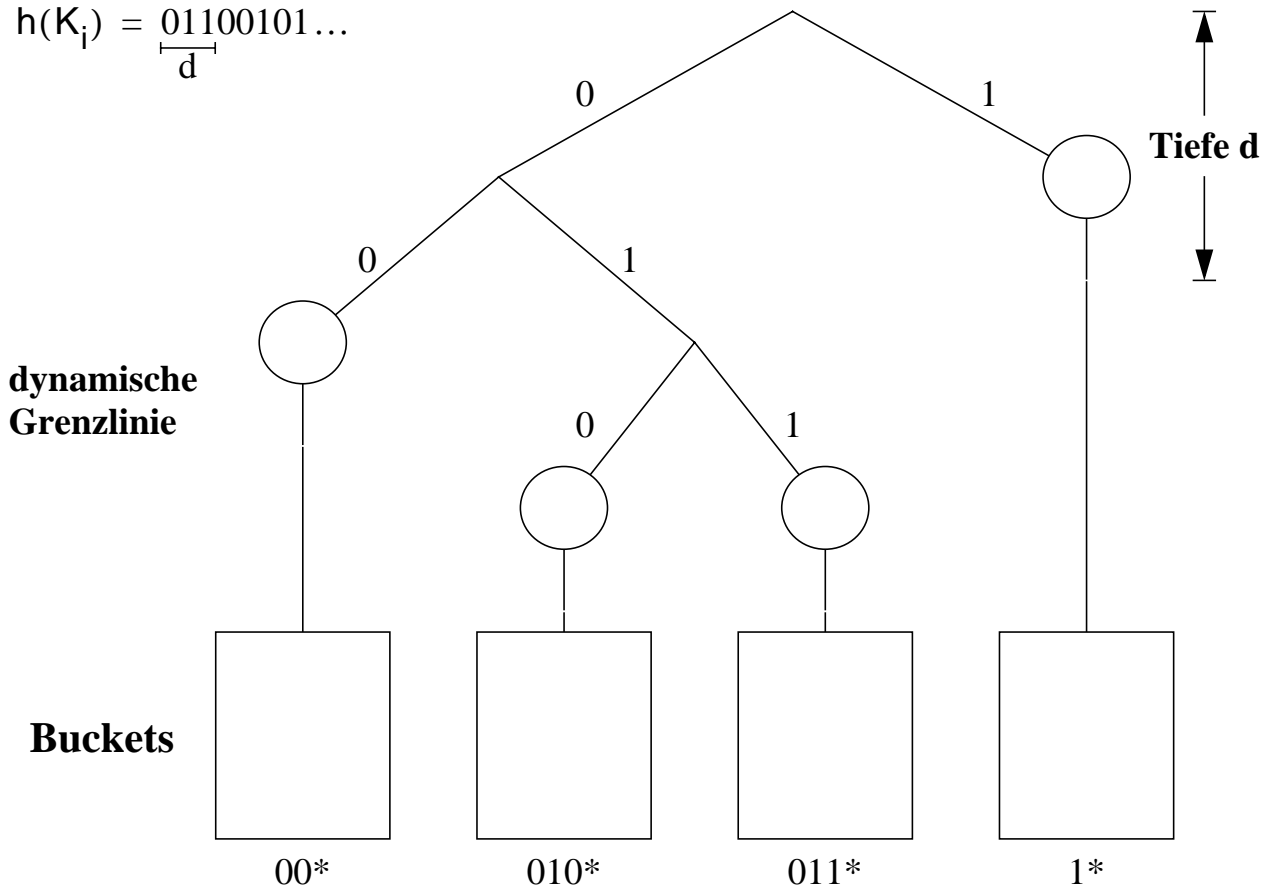 h(K_i) = 01100101...
d
0
1
Tiefe d
0
1
dynamische
Grenzlinie
0
1
Buckets
00*
010*
011*
1*